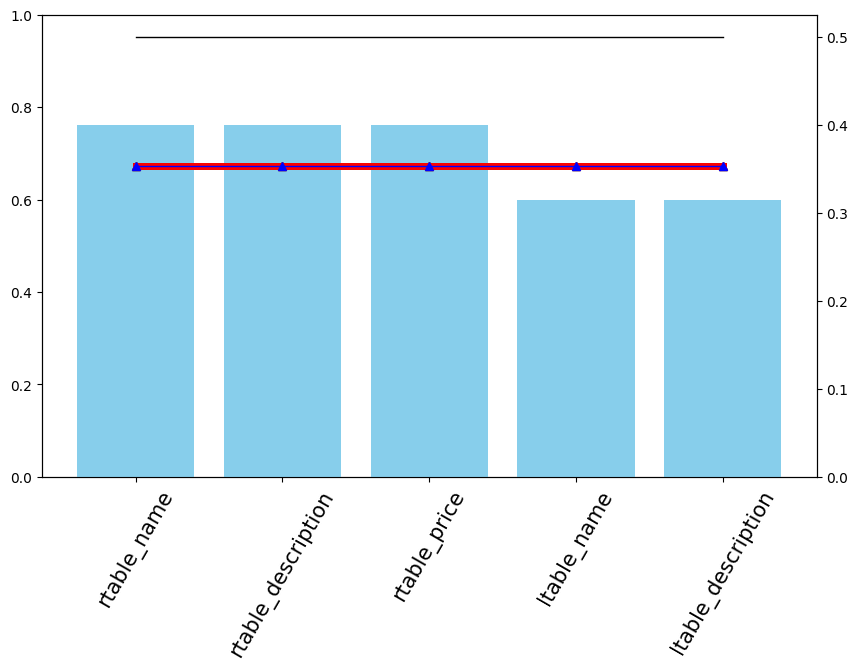 1.0
0.8
0.6
0.4
0.2
0.0
0.5
0.4
0.3
0.2
0.1
0.0
rtable_name
rtable_description
rtable_price
ltable_name
ltable_description